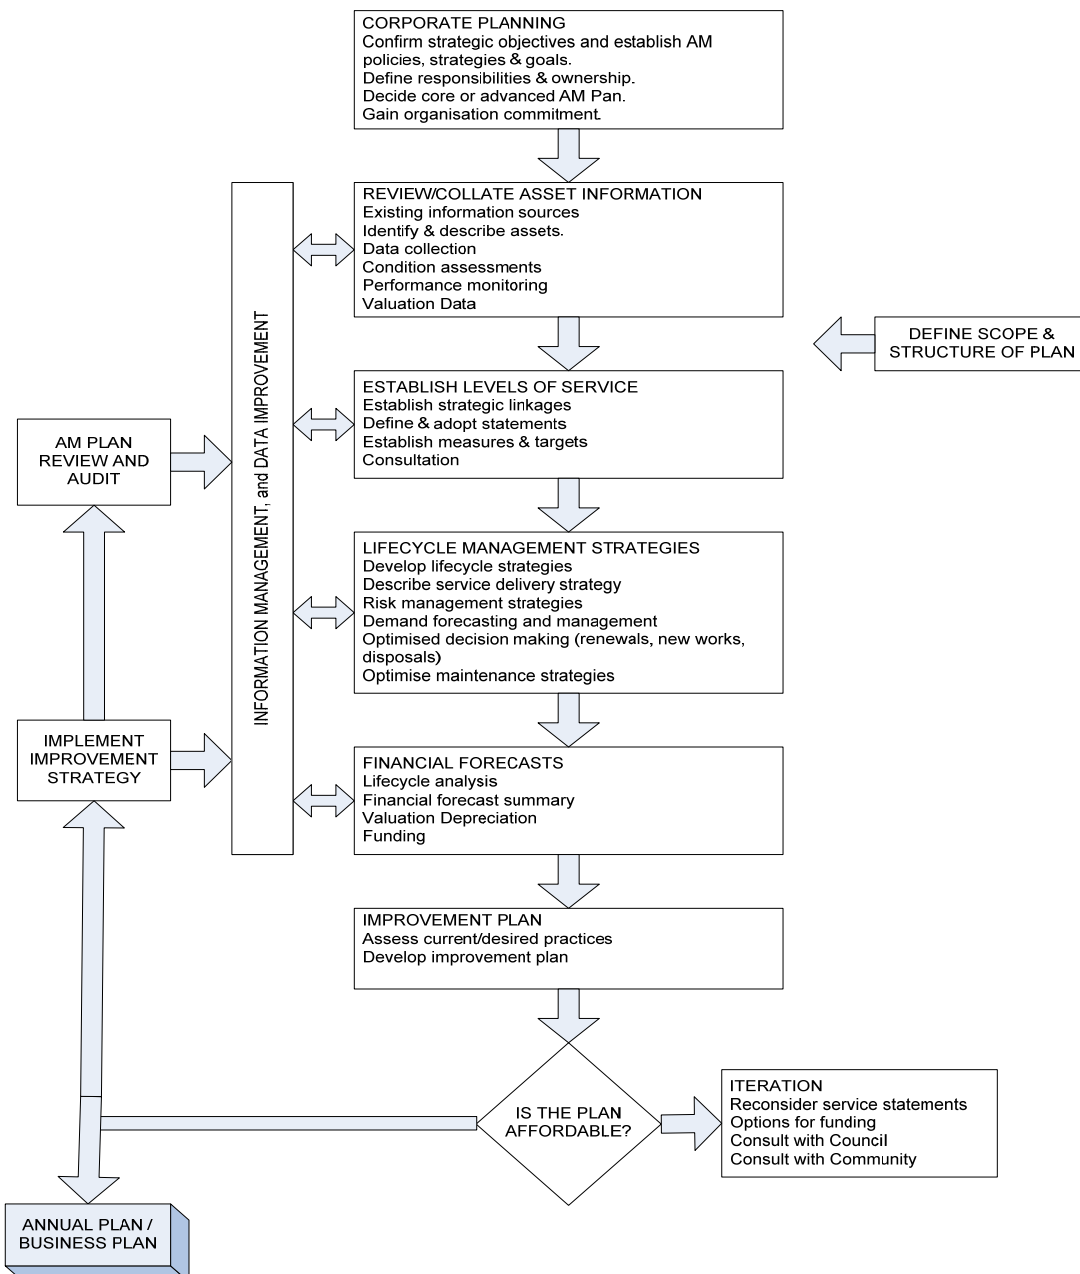 CORPORATE PLANNING
Confirm strategic objectives and establish AM
policies, strategies & goals.
Define responsibilities & ownership.
Decide core or advanced AM Pan.
Gain organisation commitment.
REVIEW/COLLATE ASSET INFORMATION
Existing information sources
Identify & describe assets.
Data collection
Condition assessments
Performance monitoring
Valuation Data
DEFINE SCOPE &
STRUCTURE OF PLAN
ESTABLISH LEVELS OF SERVICE
Establish strategic linkages
Define & adopt statements
Establish measures & targets
Consultation
INFORMATION MANAGEMENT, and DATA IMPROVEMENT
AM PLAN
REVIEW AND
AUDIT
LIFECYCLE MANAGEMENT STRATEGIES
Develop lifecycle strategies
Describe service delivery strategy
Risk management strategies
Demand forecasting and management
Optimised decision making (renewals, new works,
disposals)
Optimise maintenance strategies
IMPLEMENT
IMPROVEMENT
STRATEGY
FINANCIAL FORECASTS
Lifecycle analysis
Financial forecast summary
Valuation Depreciation
Funding
IMPROVEMENT PLAN
Assess current/desired practices
Develop improvement plan
IS THE PLAN
AFFORDABLE?
ITERATION
Reconsider service statements
Options for funding
Consult with Council
Consult with Community
ANNUAL PLAN /
BUSINESS PLAN